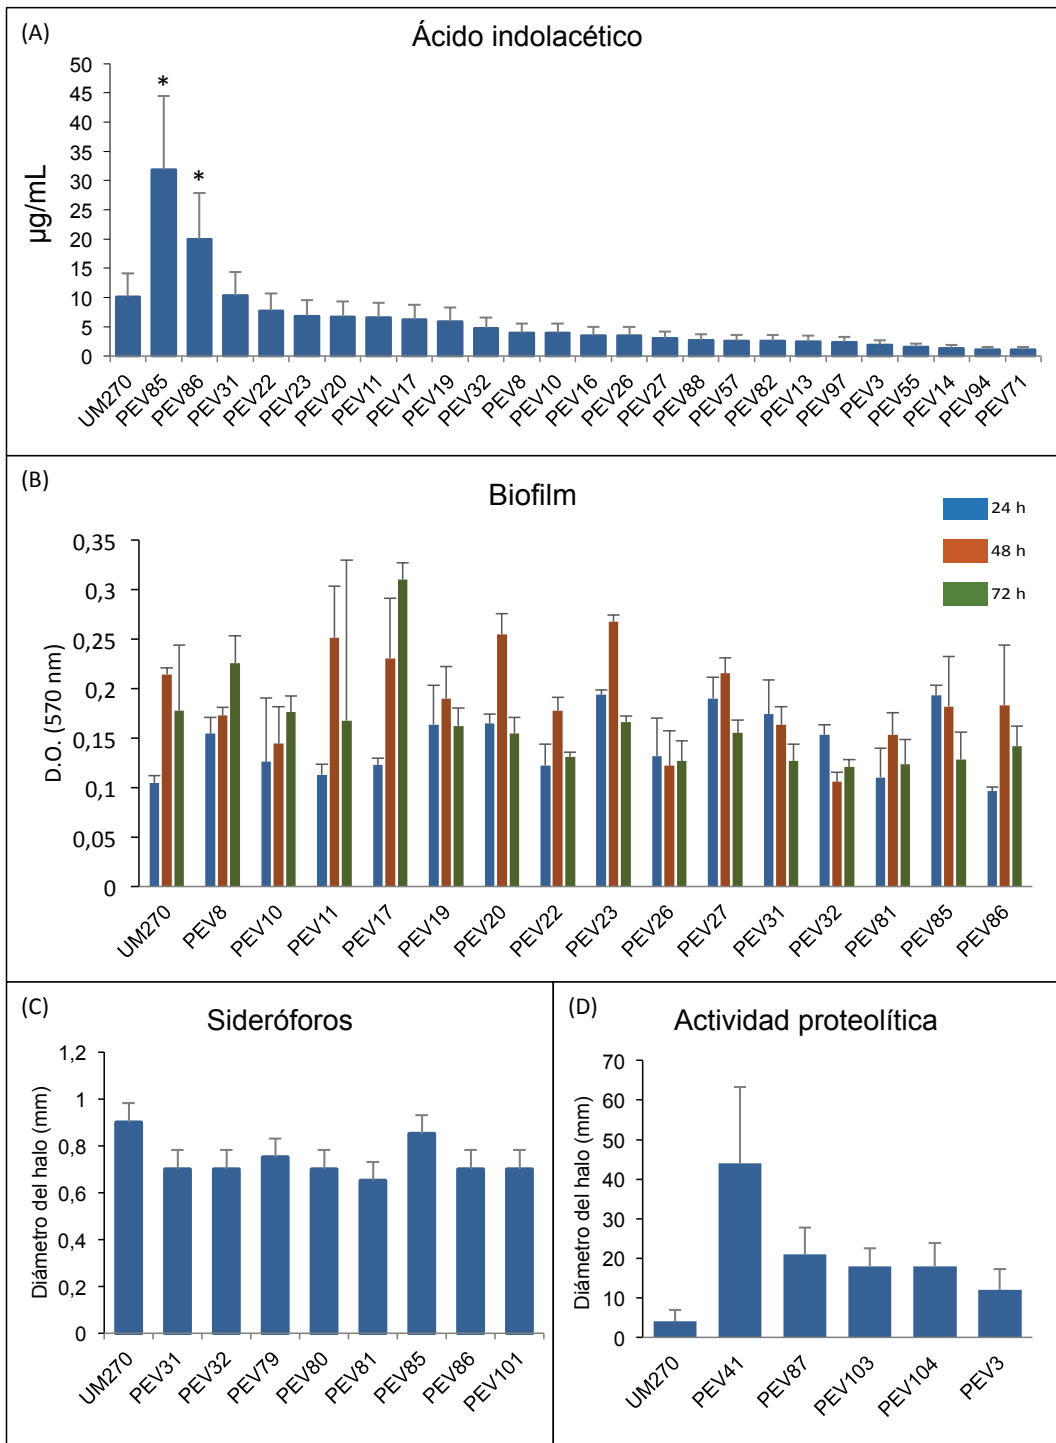 (A)
Ácido indolacético
50
45
40
35
30
25
20
15
10
5
0
µg/mL
* *
UM270 PEV85 PEV86 PEV31 PEV22 PEV23 PEV20 PEV11 PEV17 PEV19 PEV32 PEV8 PEV10 PEV16 PEV26 PEV27 PEV88 PEV57 PEV82 PEV13 PEV97 PEV3 PEV55 PEV14 PEV94 PEV71
(B)
Biofilm
24 h
48 h
72 h
0,35
0,3
0,25
0,2
0,15
0,1
0,05
0
D.O. (570 nm)
UM270 PEV8 PEV10 PEV11 PEV17 PEV19 PEV20 PEV22 PEV23 PEV26 PEV27 PEV31 PEV32 PEV81 PEV85 PEV86
(C)
Sideróforos
1,2
1
0,8
0,6
0,4
0,2
0
Diámetro del halo (mm)
UM270 PEV31 PEV32 PEV79 PEV80 PEV81 PEV85 PEV86 PEV101
(D)
Actividad proteolítica
70
60
50
40
30
20
10
0
Diámetro del halo (mm)
UM270 PEV41 PEV87 PEV103 PEV104 PEV3